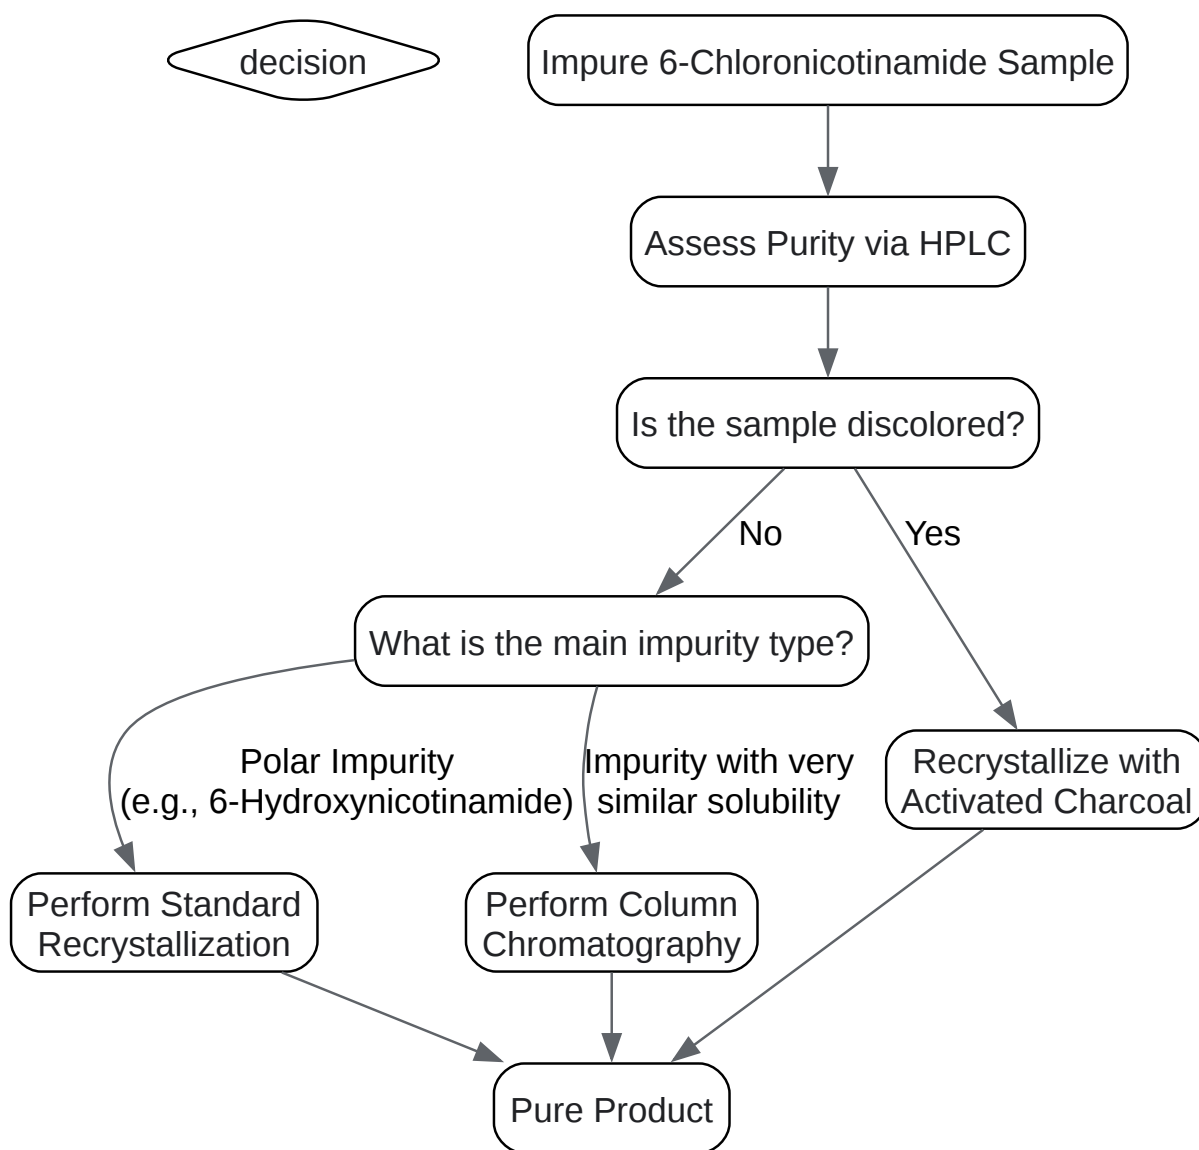 decision
Impure 6-Chloronicotinamide Sample
Assess Purity via HPLC
Is the sample discolored?
No
Yes
What is the main impurity type?
Polar Impurity
(e.g., 6-Hydroxynicotinamide)
Impurity with very
similar solubility
Recrystallize with
Activated Charcoal
Perform Standard
Recrystallization
Perform Column
Chromatography
Pure Product